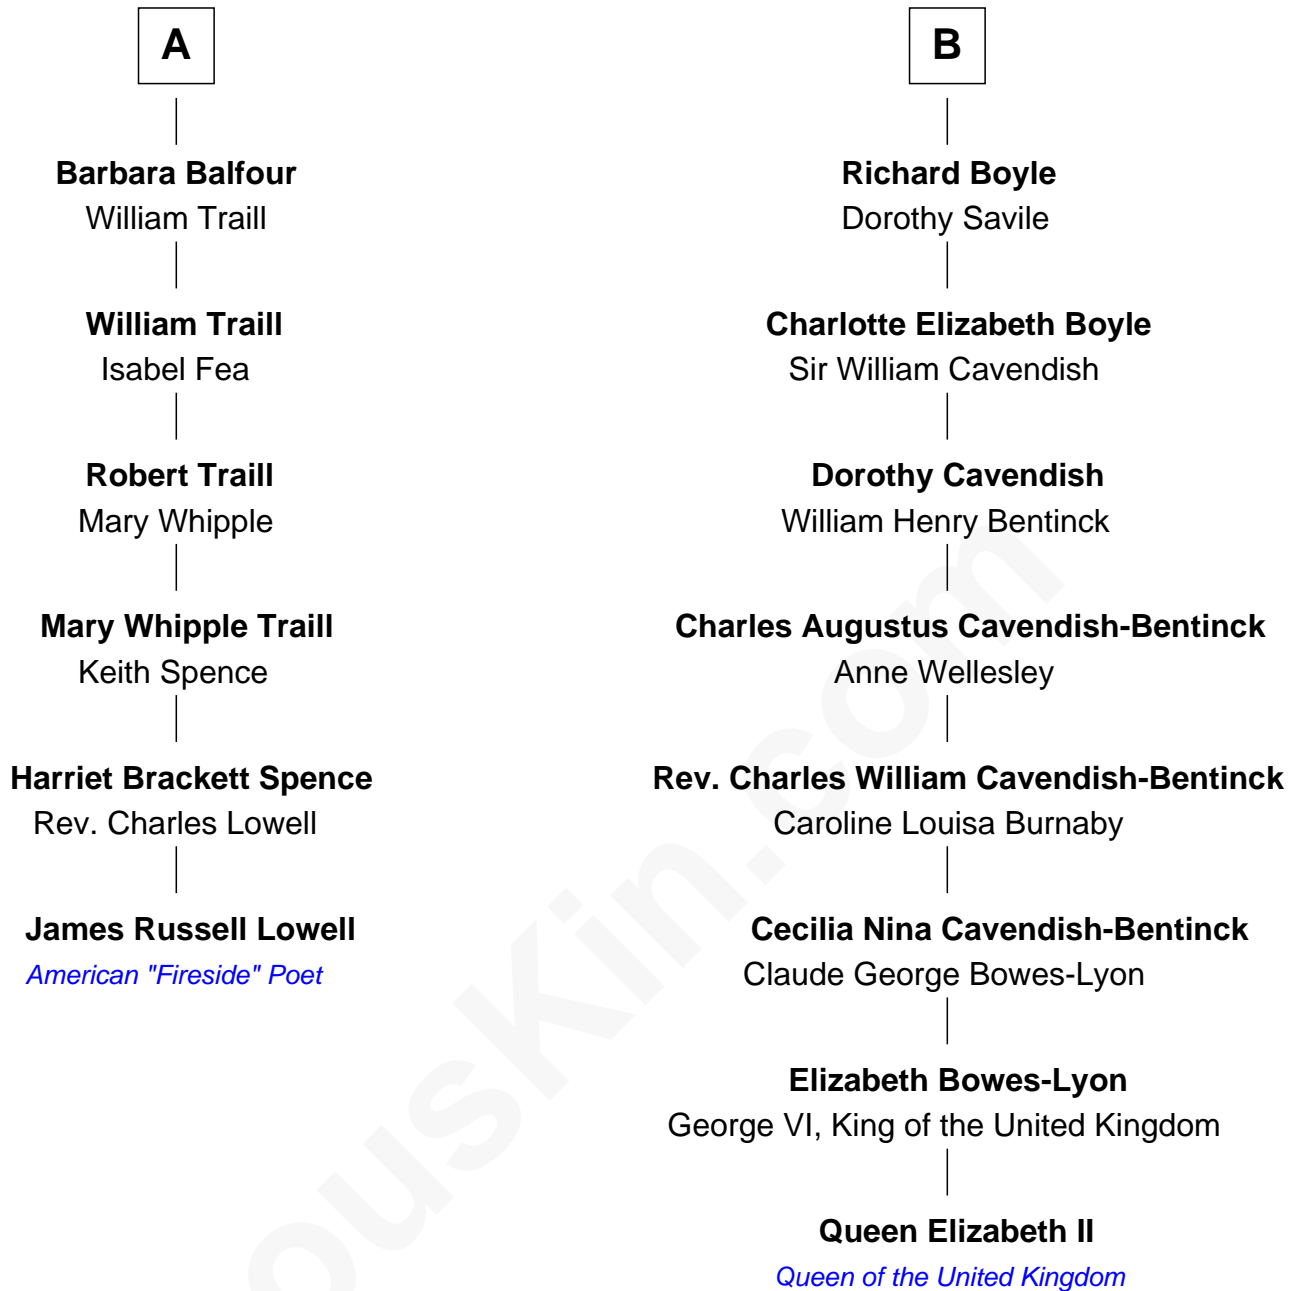 A
Barbara Balfour
William Traill
William Traill
Isabel Fea
Robert Traill
Mary Whipple
Mary Whipple Traill
Keith Spence
Harriet Brackett Spence
Rev. Charles Lowell
James Russell Lowell
American "Fireside" Poet
B
Richard Boyle
Dorothy Savile
Charlotte Elizabeth Boyle
Sir William Cavendish
Dorothy Cavendish
William Henry Bentinck
Charles Augustus Cavendish-Bentinck
Anne Wellesley
Rev. Charles William Cavendish-Bentinck
Caroline Louisa Burnaby
Cecilia Nina Cavendish-Bentinck
Claude George Bowes-Lyon
Elizabeth Bowes-Lyon
George VI, King of the United Kingdom
Queen Elizabeth II
Queen of the United Kingdom
ousKin.com